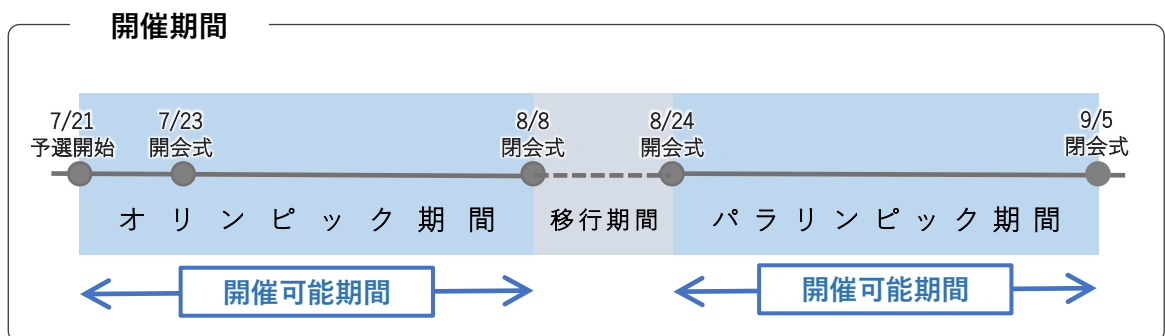 開催期間
7/21
予選開始
7/23
開会式
8/8
閉会式
8/24
開会式
9/5
閉会式
オリンピック期間
移行期間
パラリンピック期間
開催可能期間
開催可能期間